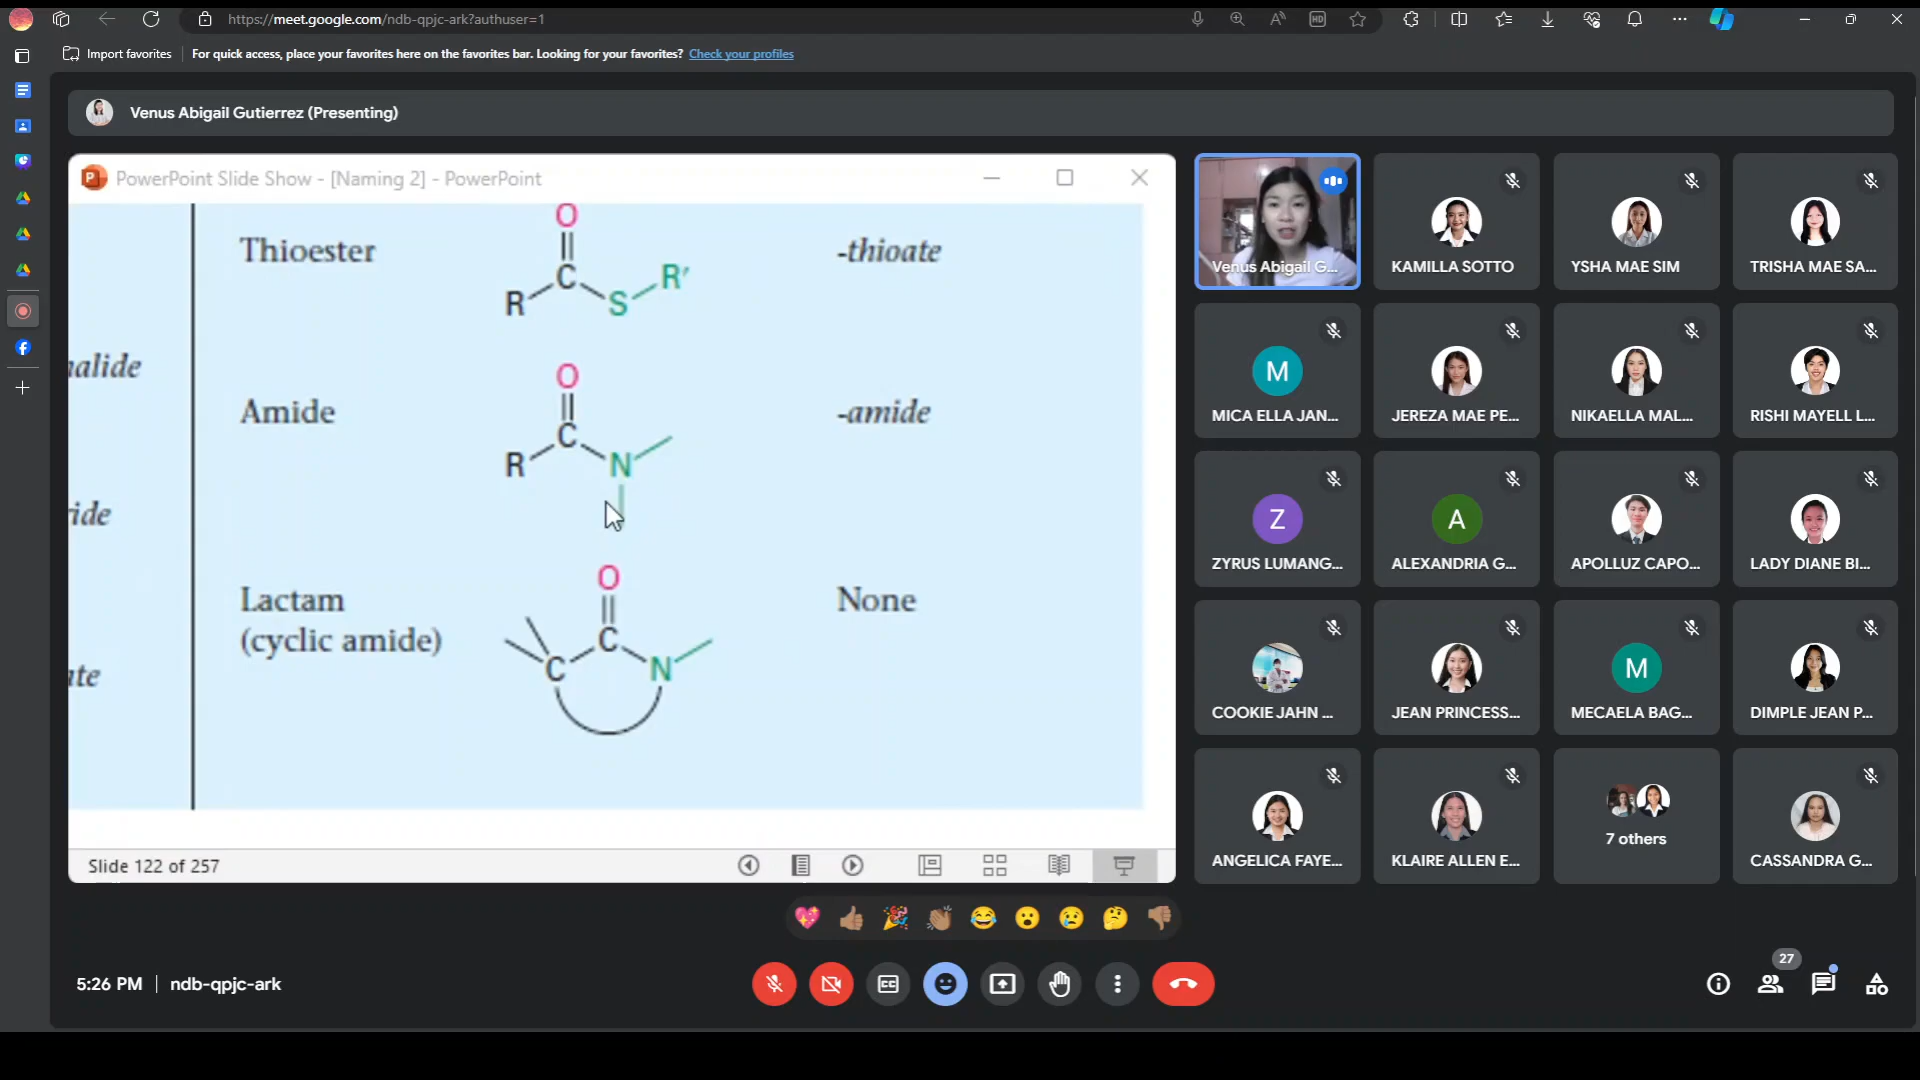 https://meet.google.com/ndb-qpjc-ark?authuser=1
Import favorites
For quick access, place your favorites here on the favorites bar. Looking for your favorites? Check your profiles
Venus Abigail Gutierrez (Presenting)
PowerPoint Slide Show - [Naming 2] - PowerPoint
Thioester
O
C
R
S
R'
-thioate
alide
Amide
O
C
R
N
-amide
ide
Lactam
(cyclic amide)
O
C
C
N
None
ate
Slide 122 of 257
Venus Abigail G...
KAMILLA SOTTO
YSHA MAE SIM
TRISHA MAE SA...
M
MICA ELLA JAN...
JEREZA MAE PE...
NIKAELLA MAL...
RISHI MAYELL L...
Z
ZYRUS LUMANG...
A
ALEXANDRIA G...
APOLLUZ CAPO...
LADY DIANE BI...
COOKIE JAHN ...
JEAN PRINCESS...
M
MECAELA BAG...
DIMPLE JEAN P...
ANGELICA FAYE...
KLAIRE ALLEN E...
7 others
CASSANDRA G...
5:26 PM | ndb-qpjc-ark
27